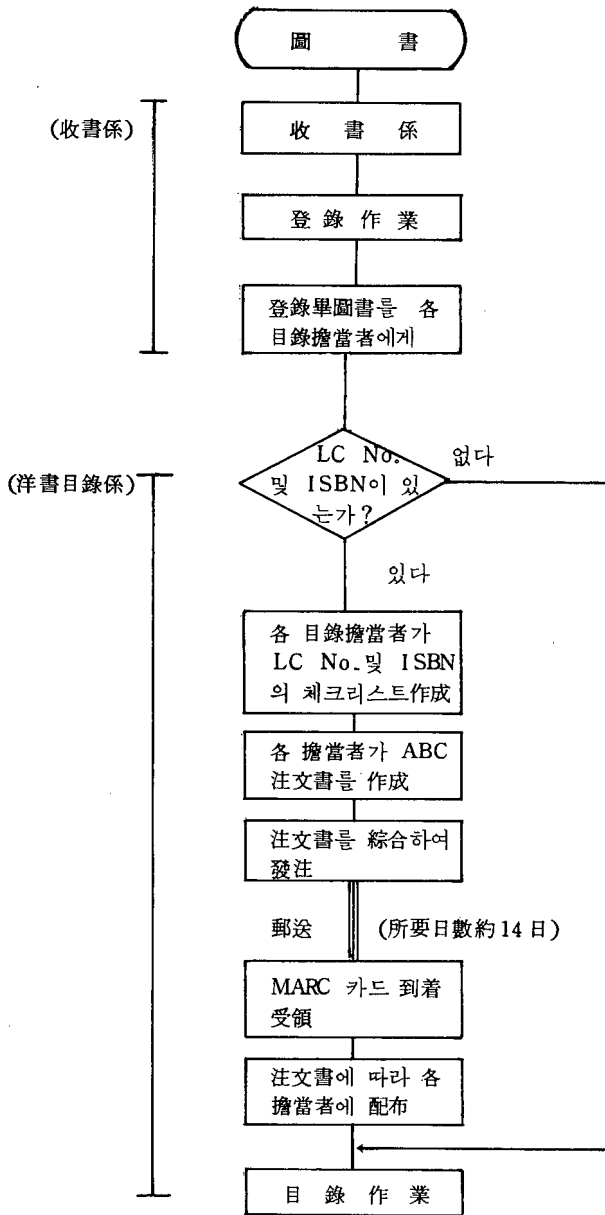 圖 書
(收書係)
收 書 係
登 錄 作 業
登錄畢圖書를 各
目錄擔當者에게
LC No.
및 ISBN이 있
는가?
없다
(洋書目錄係)
있다
各 目錄擔當者가
LC No. 및 ISBN
의 체크리스트作成
各 擔當者가 ABC
注文書를 作成
注文書를 綜合하여
發注
郵送 (所要日數約14日)
MARC 카드 到着
受領
注文書에 따라 各
擔當者에 配布
目 錄 作 業